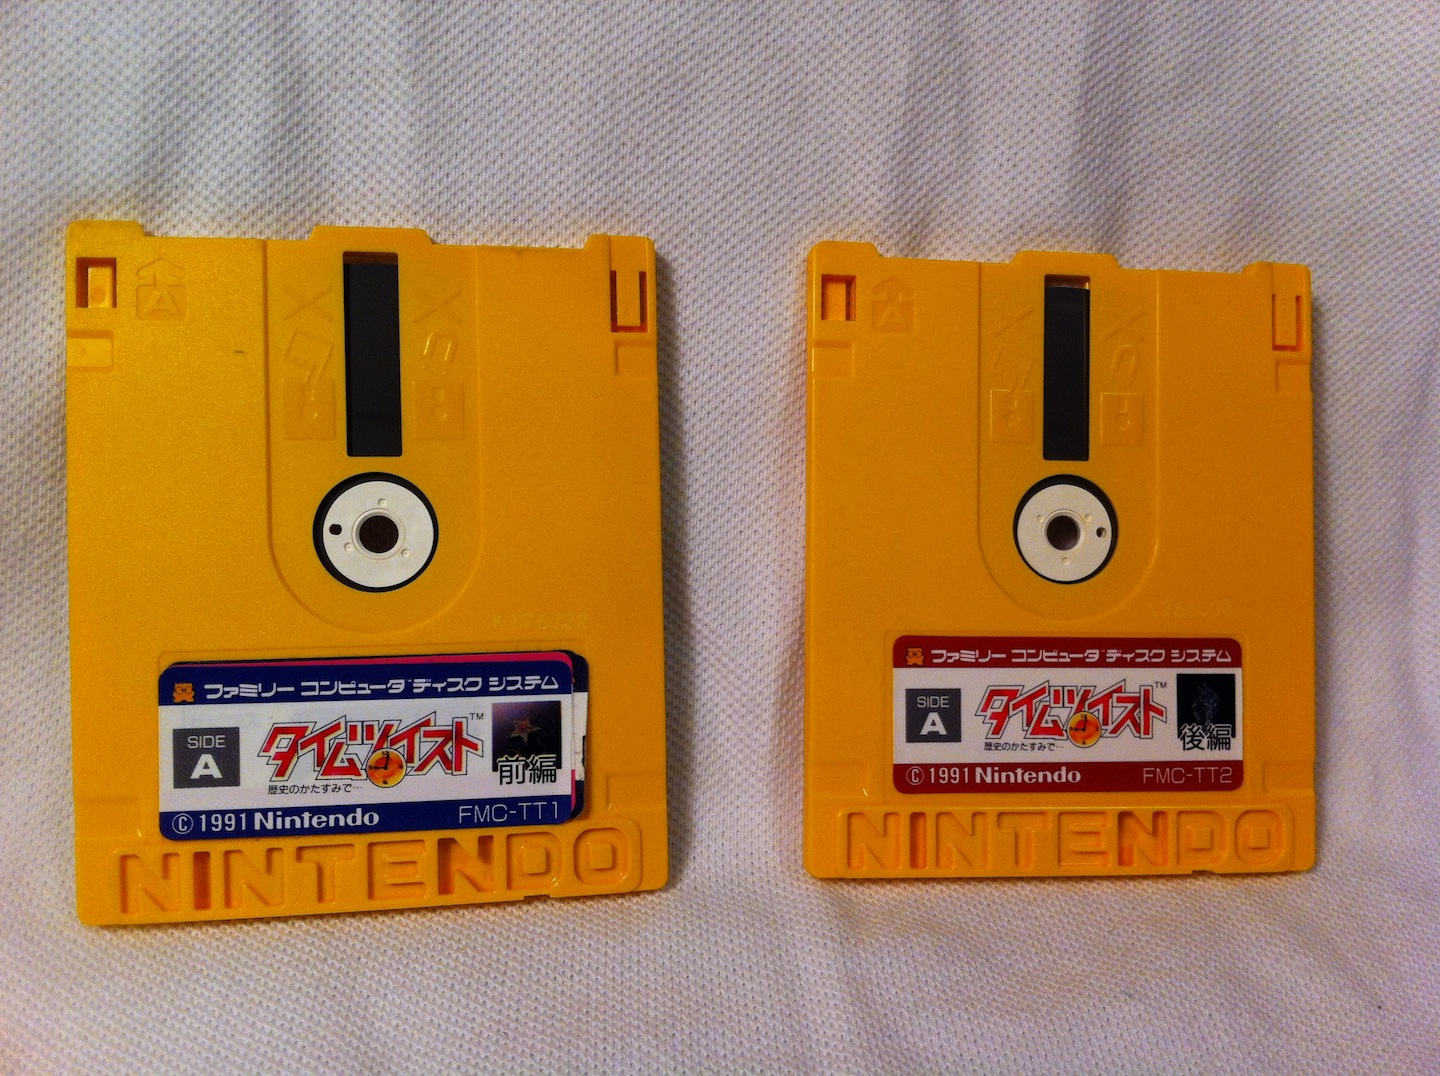 A
ファミリー コンピュータ ディスク システム
SIDE
A
タイムツイスト™
歴史のかたすみで…
前編
©1991 Nintendo
FMC-TT1
NINTENDO
A
ファミリー コンピュータ ディスク システム
SIDE
A
タイムツイスト™
歴史のかたすみで…
後編
©1991 Nintendo
FMC-TT2
NINTENDO